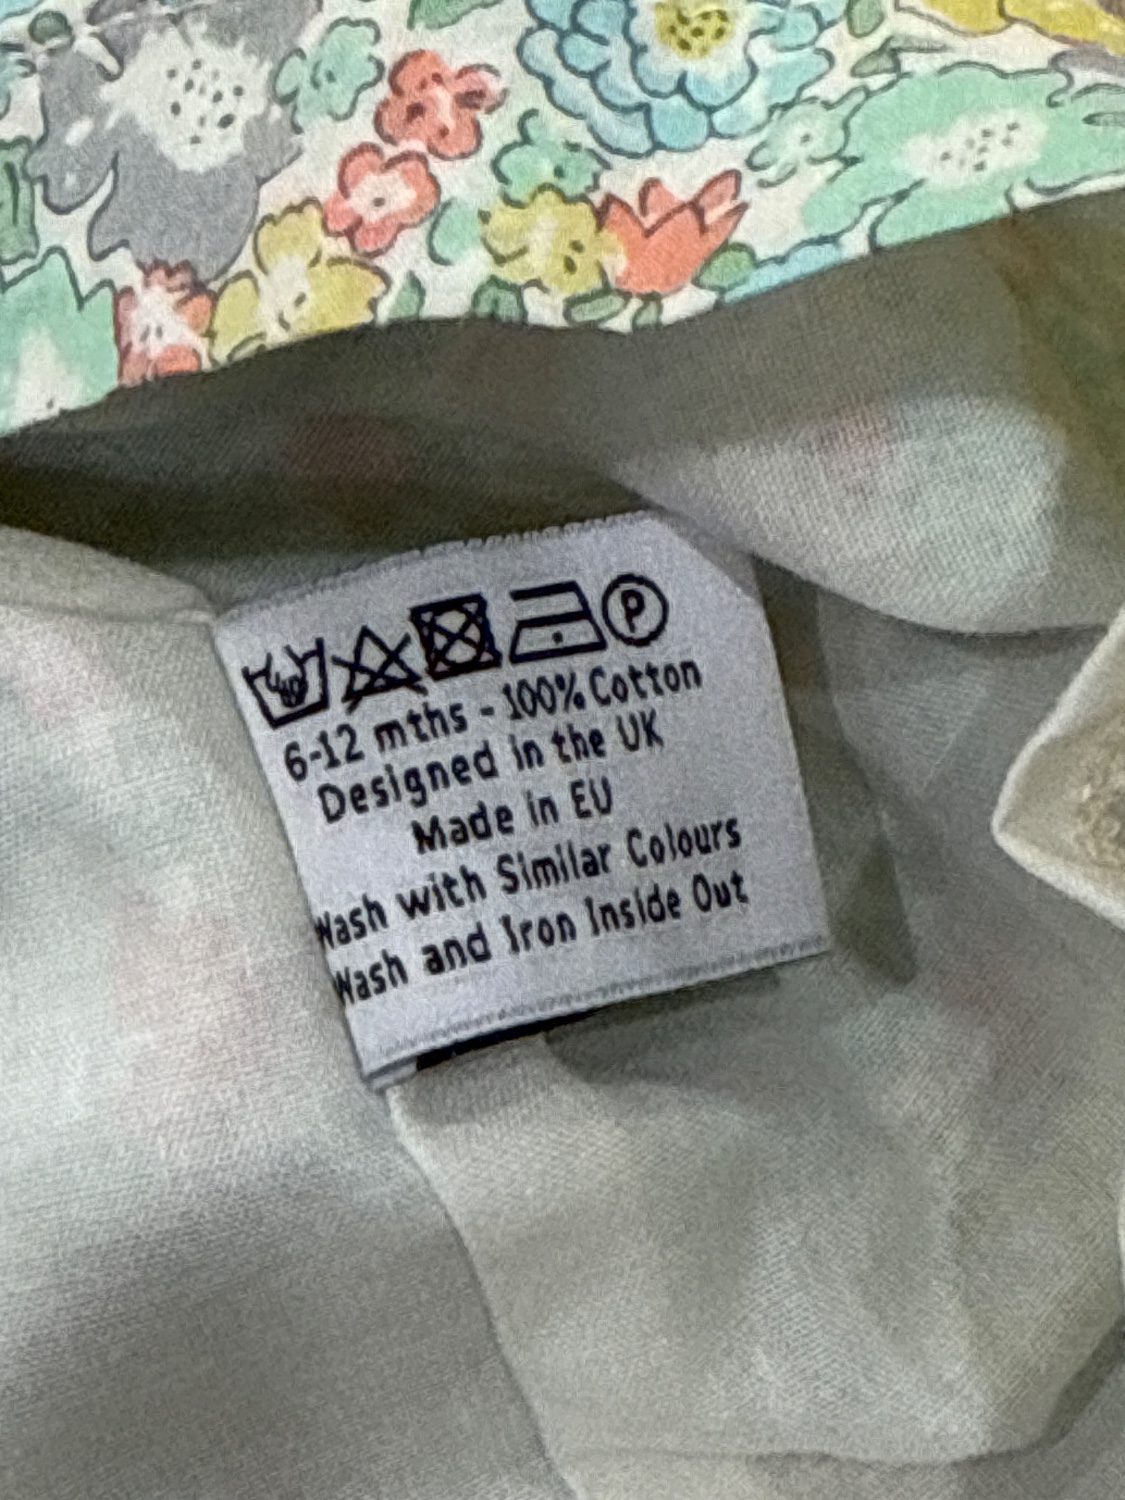 40 P
6-12 mths - 100% Cotton
Designed in the UK
Made in EU
Wash with Similar Colours
Wash and Iron Inside Out